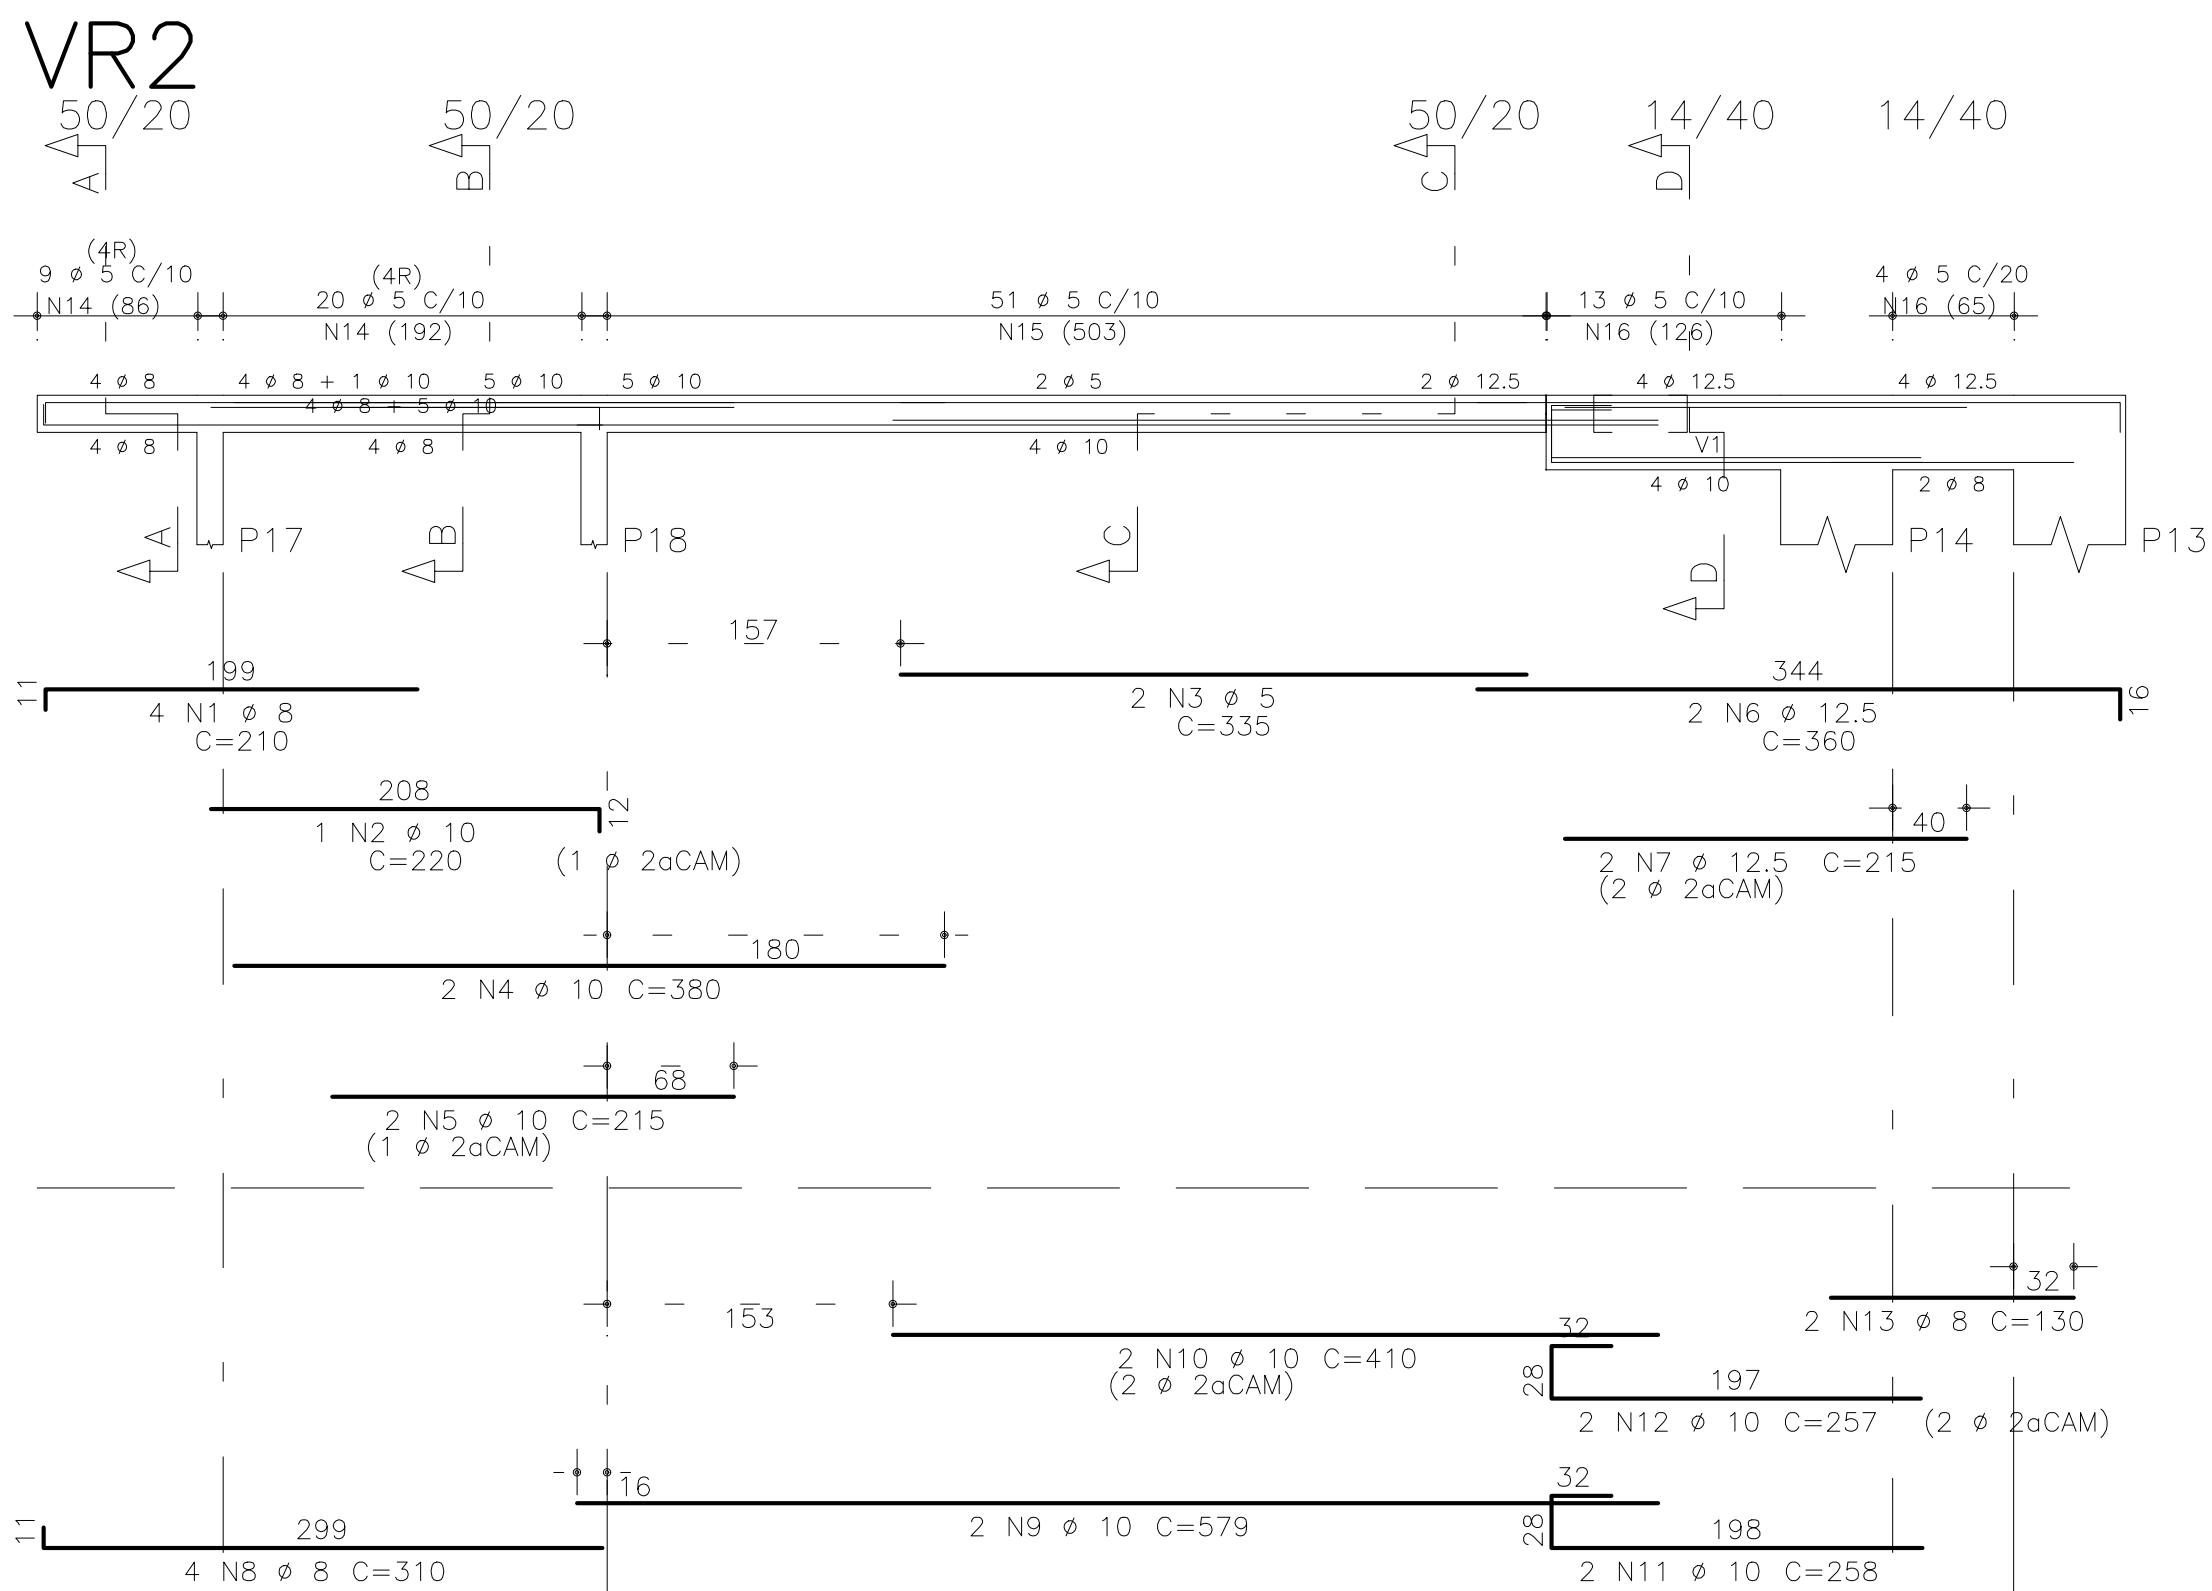 VR2
50/20 50/20 50/20 14/40 14/40
A B C D
(4R)
9 ø 5 C/10
N14 (86)
(4R)
20 ø 5 C/10
N14 (192)
51 ø 5 C/10
N15 (503)
13 ø 5 C/10
N16 (126)
4 ø 5 C/20
N16 (65)
4 ø 8 4 ø 8 + 1 ø 10 5 ø 10 5 ø 10 2 ø 5 2 ø 12.5 4 ø 12.5 4 ø 12.5
4 ø 8 + 5 ø 10
4 ø 8 4 ø 8 4 ø 10 V1
4 ø 10 2 ø 8
A P17 B P18 C P14 P13
D
157
11 199
4 N1 ø 8
C=210
2 N3 ø 5
C=335
344 16
2 N6 ø 12.5
C=360
208 12
1 N2 ø 10
C=220 (1 ø 2aCAM)
40
2 N7 ø 12.5 C=215
(2 ø 2aCAM)
180
2 N4 ø 10 C=380
68
2 N5 ø 10 C=215
(1 ø 2aCAM)
32
2 N13 ø 8 C=130
153
2 N10 ø 10 C=410
(2 ø 2aCAM)
32
28 197
2 N12 ø 10 C=257 (2 ø 2aCAM)
16
2 N9 ø 10 C=579
11 299
4 N8 ø 8 C=310
32
28 198
2 N11 ø 10 C=258